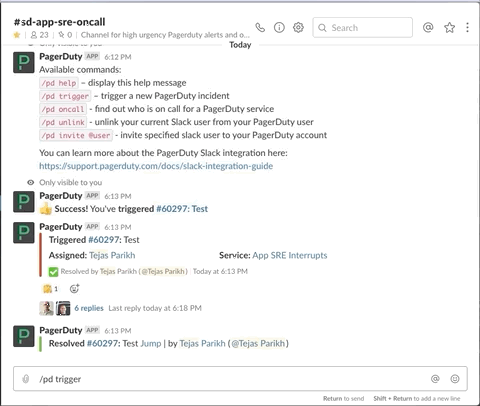 #sd-app-sre-oncall
23 | 0 | Channel for high urgency Pagerduty alerts and o...
Search
Only visible to you
Today
PagerDuty APP 6:12 PM
Available commands:
/pd help – display this help message
/pd trigger – trigger a new PagerDuty incident
/pd oncall - find out who is on call for a PagerDuty service
/pd unlink - unlink your current Slack user from your PagerDuty user
/pd invite @user - invite specified slack user to your PagerDuty account
You can learn more about the PagerDuty Slack integration here:
https://support.pagerduty.com/docs/slack-integration-guide
Only visible to you
PagerDuty APP 6:13 PM
Success! You've triggered #60297: Test
PagerDuty APP 6:13 PM
Triggered #60297: Test
Assigned: Tejas Parikh Service: App SRE Interrupts
Resolved by Tejas Parikh (@Tejas Parikh) Today at 6:13 PM
1
6 replies Last reply today at 6:18 PM
PagerDuty APP 6:13 PM
Resolved #60297: Test Jump | by Tejas Parikh (@Tejas Parikh)
/pd trigger
Return to send Shift + Return to add a new line